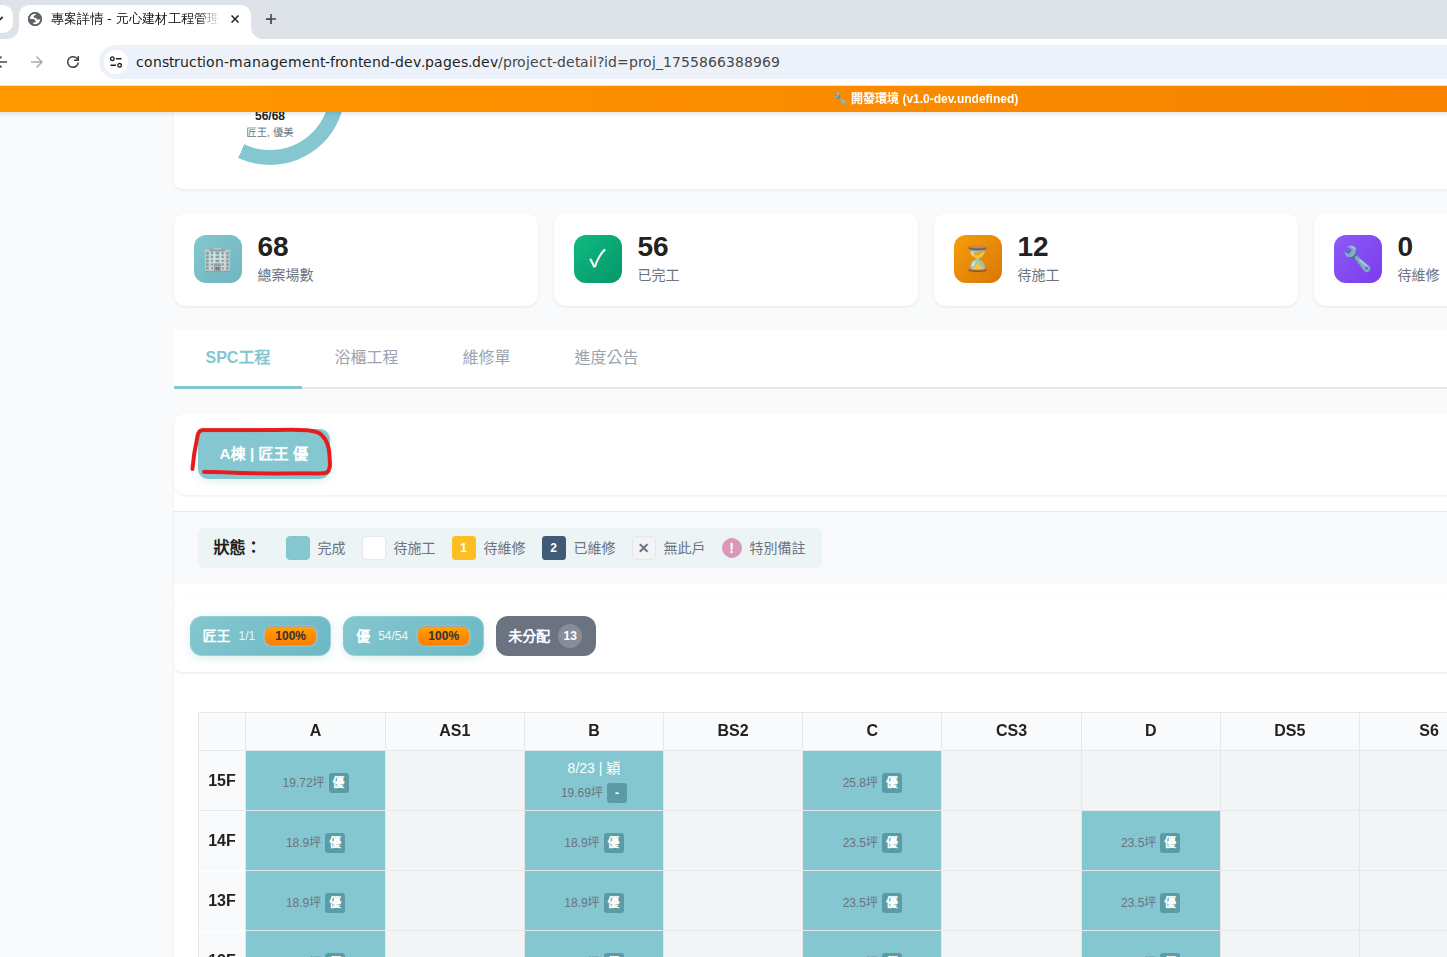 專案詳情 - 元心建材工程管理
construction-management-frontend-dev.pages.dev/project-detail?id=proj_1755866388969
🔧 開發環境 (v1.0-dev.undefined)
56/68
匠王, 優美
68
總案場數
56
已完工
12
待施工
0
待維修
SPC工程 浴櫃工程 維修單 進度公告
A棟 | 匠王 優
狀態： 完成 待施工 1 待維修 2 已維修 ✕ 無此戶 ! 特別備註
匠王 1/1 100% 優 54/54 100% 未分配 13
A AS1 B BS2 C CS3 D DS5 S6
15F 19.72坪 優 8/23 | 穎 19.69坪 - 25.8坪 優
14F 18.9坪 優 18.9坪 優 23.5坪 優 23.5坪 優
13F 18.9坪 優 18.9坪 優 23.5坪 優 23.5坪 優